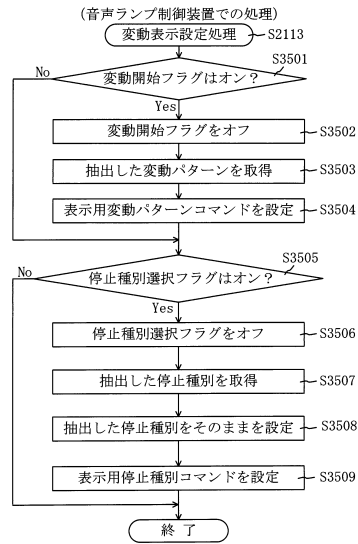 (音声ランプ制御装置での処理)
変動表示設定処理 S2113
変動開始フラグはオン? S3501
No
Yes
変動開始フラグをオフ S3502
抽出した変動パターンを取得 S3503
表示用変動パターンコマンドを設定 S3504
停止種別選択フラグはオン? S3505
No
Yes
停止種別選択フラグをオフ S3506
抽出した停止種別を取得 S3507
抽出した停止種別をそのままを設定 S3508
表示用停止種別コマンドを設定 S3509
終了